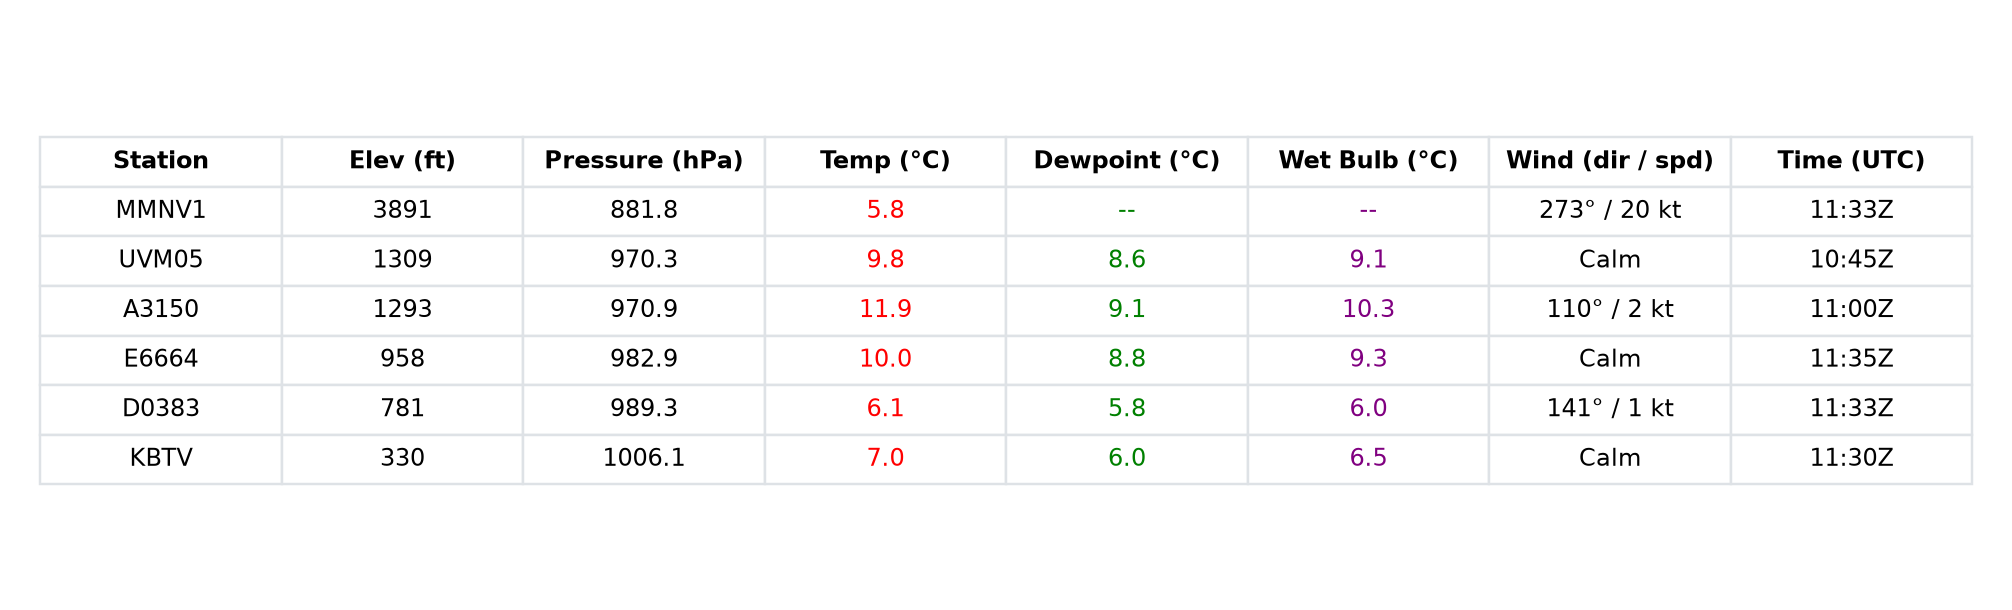 Station Elev (ft) Pressure (hPa) Temp (°C) Dewpoint (°C) Wet Bulb (°C) Wind (dir / spd) Time (UTC)
MMNV1 3891 881.8 5.8 -- -- 273° / 20 kt 11:33Z
UVM05 1309 970.3 9.8 8.6 9.1 Calm 10:45Z
A3150 1293 970.9 11.9 9.1 10.3 110° / 2 kt 11:00Z
E6664 958 982.9 10.0 8.8 9.3 Calm 11:35Z
D0383 781 989.3 6.1 5.8 6.0 141° / 1 kt 11:33Z
KBTV 330 1006.1 7.0 6.0 6.5 Calm 11:30Z